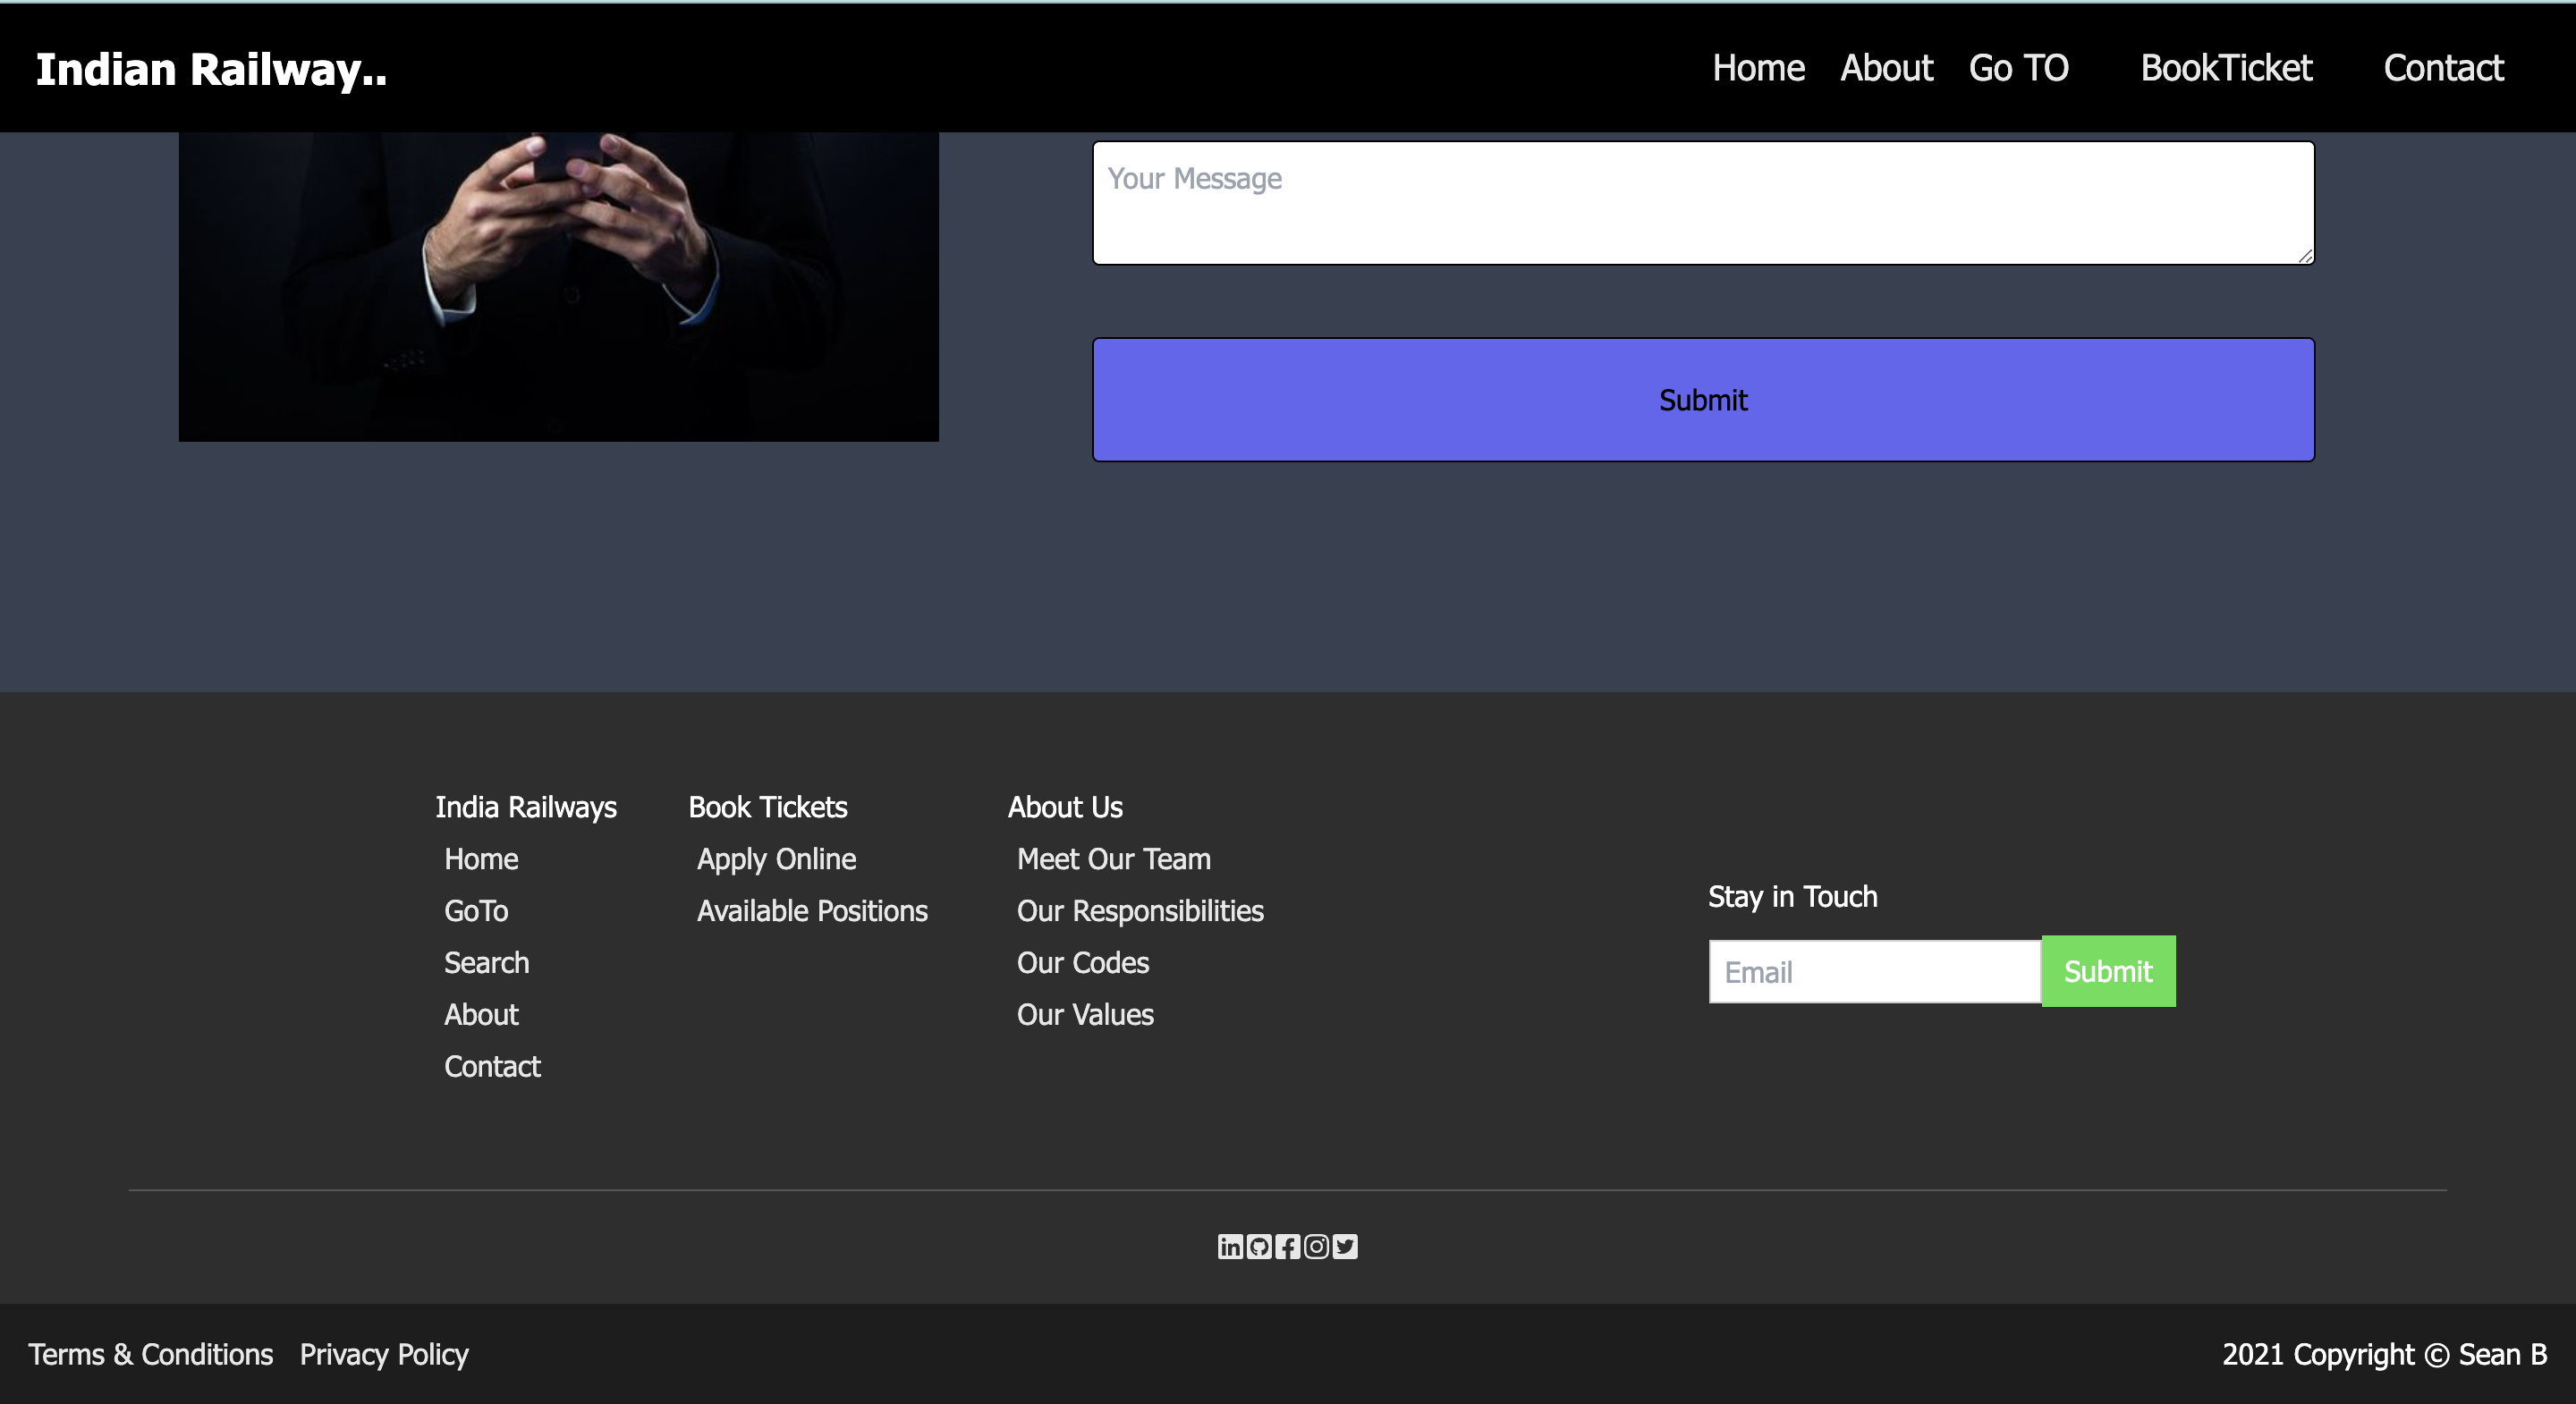 Indian Railway..
Home About Go TO BookTicket Contact
Your Message
Submit
India Railways
Home
GoTo
Search
About
Contact
Book Tickets
Apply Online
Available Positions
About Us
Meet Our Team
Our Responsibilities
Our Codes
Our Values
Stay in Touch
Email
Submit
Terms & Conditions Privacy Policy
2021 Copyright © Sean B